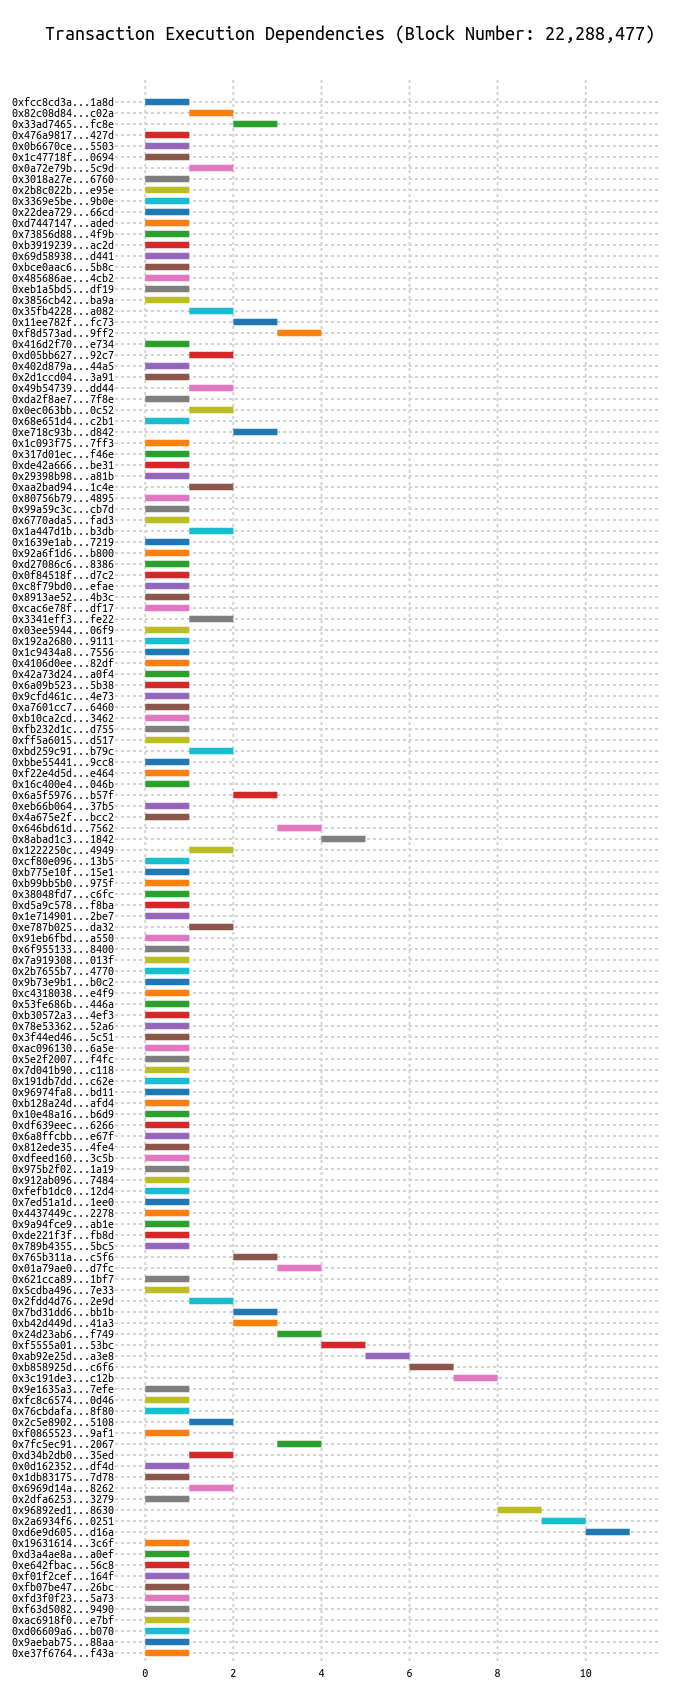 Transaction Execution Dependencies (Block Number: 22,288,477)
0xfcc8cd3a...1a8d
0x82c08d84...c02a
0x33ad7465...fc8e
0x476a9817...427d
0x0b6670ce...5503
0x1c47718f...0694
0x0a72e79b...5c9d
0x3018a27e...6760
0x2b8c022b...e95e
0x3369e5be...9b0e
0x22dea729...66cd
0xd7447147...aded
0x73856d88...4f9b
0xb3919239...ac2d
0x69d58938...d441
0xbce0aac6...5b8c
0x485686ae...4cb2
0xeb1a5bd5...df19
0x3856cb42...ba9a
0x35fb4228...a082
0x11ee782f...fc73
0xf8d573ad...9ff2
0x416d2f70...e734
0xd05bb627...92c7
0x402d879a...44a5
0x2d1ccd04...3a91
0x49b54739...dd44
0xda2f8ae7...7f8e
0x0ec063bb...0c52
0x68e651d4...c2b1
0xe718c93b...d842
0x1c093f75...7ff3
0x317d01ec...f46e
0xde42a666...be31
0x29398b98...a81b
0xaa2bad94...1c4e
0x80756b79...4895
0x99a59c3c...cb7d
0x6770ada5...fad3
0x1a447d1b...b3db
0x1639e1ab...7219
0x92a6f1d6...b800
0xd27086c6...8386
0x0f84518f...d7c2
0xc8f79bd0...efae
0x8913ae52...4b3c
0xcac6e78f...df17
0x3341eff3...fe22
0x03ee5944...06f9
0x192a2680...9111
0x1c9434a8...7556
0x4106d0ee...82df
0x42a73d24...a0f4
0x6a09b523...5b38
0x9cfd461c...4e73
0xa7601cc7...6460
0xb10ca2cd...3462
0xfb232d1c...d755
0xff5a6015...d517
0xbd259c91...b79c
0xbbe55441...9cc8
0xf22e4d5d...e464
0x16c400e4...046b
0x6a5f5976...b57f
0xeb66b064...37b5
0x4a675e2f...bcc2
0x646bd61d...7562
0x8abad1c3...1842
0x1222250c...4949
0xcf80e096...13b5
0xb775e10f...15e1
0xb99bb5b0...975f
0x38048fd7...c6fc
0xd5a9c578...f8ba
0x1e714901...2be7
0xe787b025...da32
0x91eb6fbd...a550
0x6f955133...8400
0x7a919308...013f
0x2b7655b7...4770
0x9b73e9b1...b0c2
0xc4318038...e4f9
0x53fe686b...446a
0xb30572a3...4ef3
0x78e53362...52a6
0x3f44ed46...5c51
0xac096130...6a5e
0x5e2f2007...f4fc
0x7d041b90...c118
0x191db7dd...c62e
0x96974fa8...bd11
0xb128a24d...afd4
0x10e48a16...b6d9
0xdf639eec...6266
0x6a8ffcbb...e67f
0x812ede35...4fe4
0xdfeed160...3c5b
0x975b2f02...1a19
0x912ab096...7484
0xfefb1dc0...12d4
0x7ed51a1d...1ee0
0x4437449c...2278
0x9a94fce9...ab1e
0xde221f3f...fb8d
0x789b4355...5bc5
0x765b311a...c5f6
0x01a79ae0...d7fc
0x621cca89...1bf7
0x5cdba496...7e33
0x2fdd4d76...2e9d
0x7bd31dd6...bb1b
0xb42d449d...41a3
0x24d23ab6...f749
0xf5555a01...53bc
0xab92e25d...a3e8
0xb858925d...c6f6
0x3c191de3...c12b
0x9e1635a3...7efe
0xfc8c6574...0d46
0x76cbdafa...8f80
0x2c5e8902...5108
0xf0865523...9af1
0x7fc5ec91...2067
0xd34b2db0...35ed
0x0d162352...df4d
0x1db83175...7d78
0x6969d14a...8262
0x2dfa6253...3279
0x96892ed1...8630
0x2a6934f6...0251
0xd6e9d605...d16a
0x19631614...3c6f
0xd3a4ae8a...a0ef
0xe642fbac...56c8
0xf01f2cef...164f
0xfb07be47...26bc
0xfd3f0f23...5a73
0xf63d5082...9490
0xac6918f0...e7bf
0xd06609a6...b070
0x9aebab75...88aa
0xe37f6764...f43a
0 2 4 6 8 10